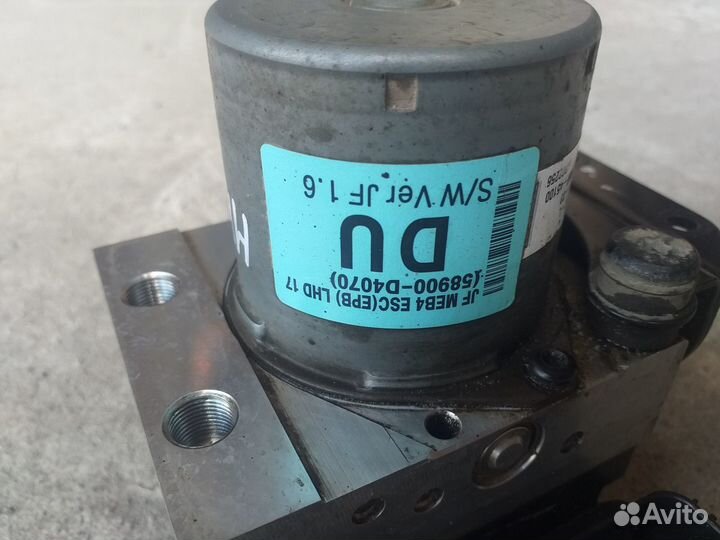 JF MEB4 ESC(EPB) LHD 17
(58900-D4070)
DU
S/W Ver.JF 1.6
Avito